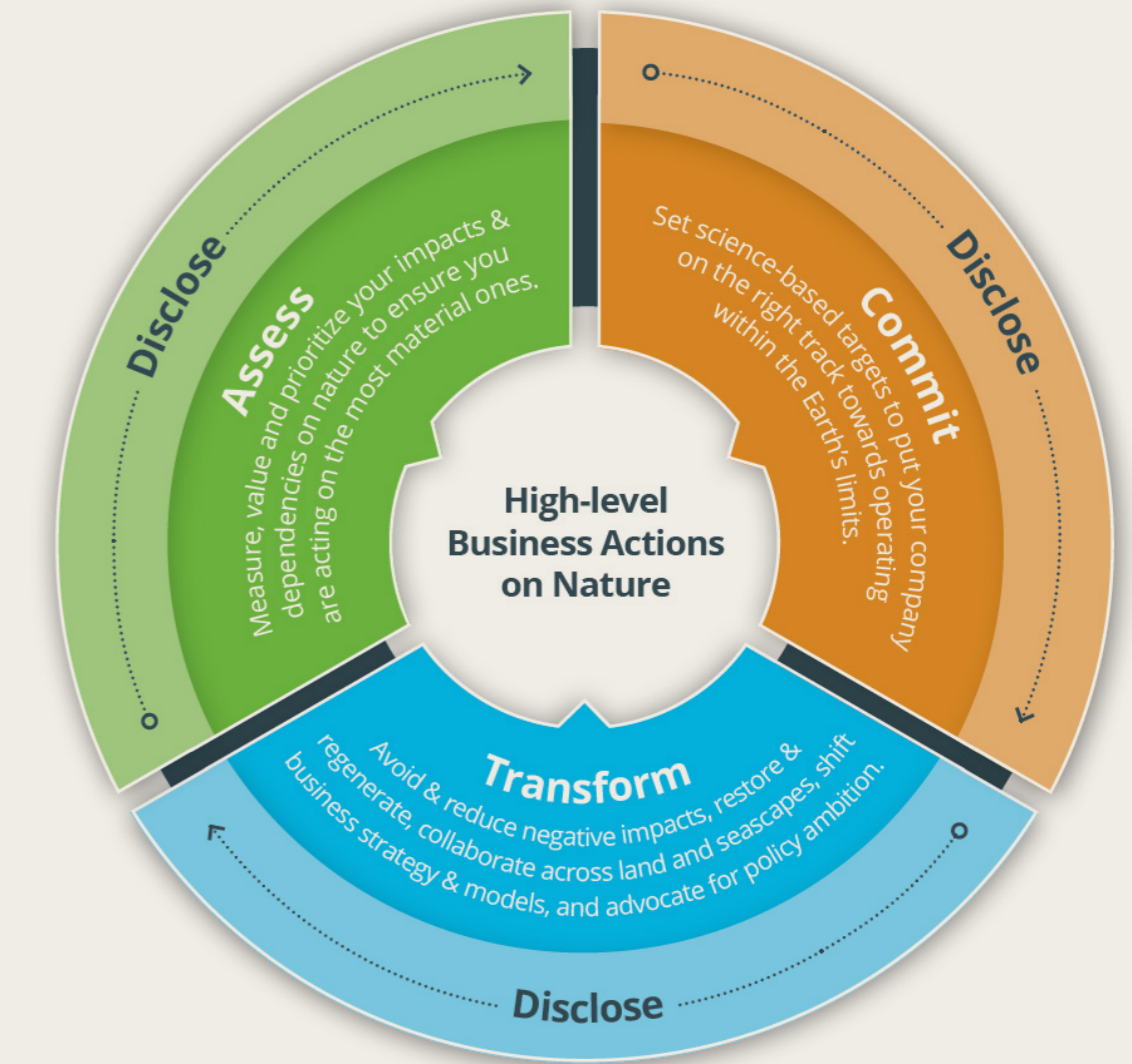 High-level
Business Actions
on Nature
Disclose
Assess
Measure, value and prioritize your impacts &
dependencies on nature to ensure you
are acting on the most material ones.
Disclose
Commit
Set science-based targets to put your company
on the right track towards operating
within the Earth's limits.
Transform
Avoid & reduce negative impacts, restore &
regenerate, collaborate across land and seascapes, shift
business strategy & models, and advocate for policy ambition.
Disclose